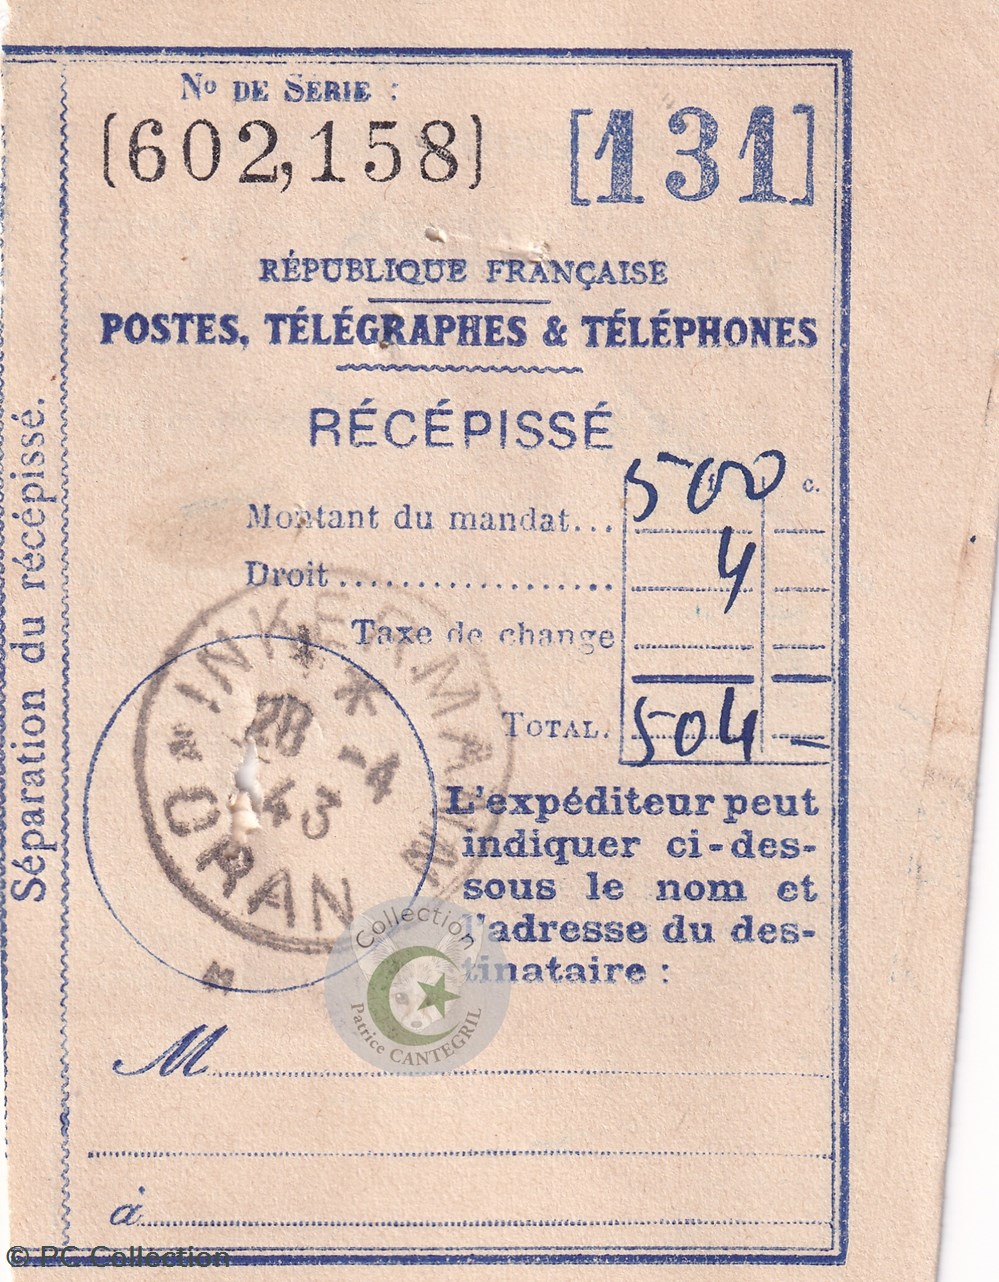 No DE SÉRIE :
(602,158)
[131]
RÉPUBLIQUE FRANÇAISE
POSTES, TÉLÉGRAPHES & TÉLÉPHONES
RÉCÉPISSÉ
f. c.
Montant du mandat... 500
Droit................... 4
Taxe de change
TOTAL. 504 –
Séparation du récépissé.
INKERMANN
* *
28 -4
43
ORAN
L'expéditeur peut
indiquer ci-des-
sous le nom et
l'adresse du des-
tinataire :
M
à
Collection
Patrice CANTEGRIL
© PC Collection